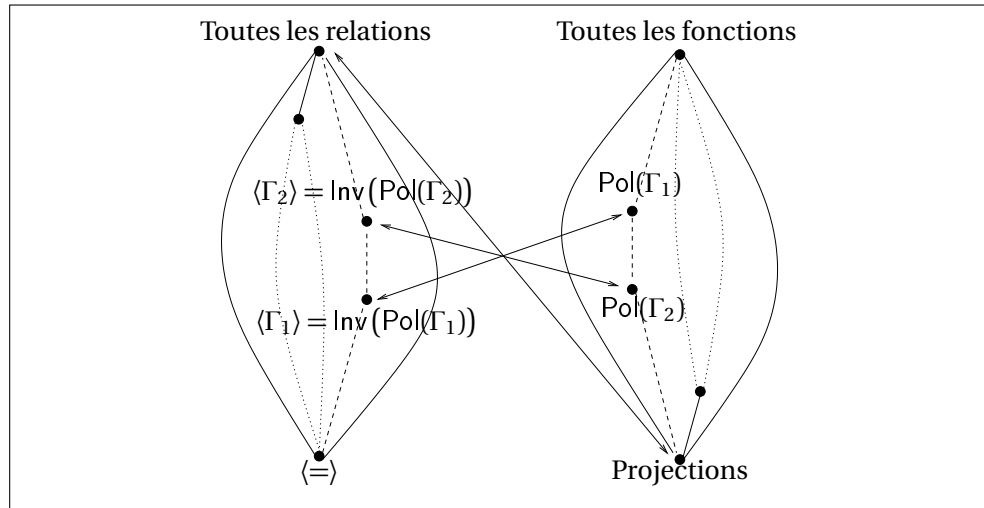 Toutes les relations
Toutes les fonctions
⟨Γ₂⟩ = Inv(Pol(Γ₂))
Pol(Γ₁)
⟨Γ₁⟩ = Inv(Pol(Γ₁))
Pol(Γ₂)
⟨=⟩
Projections